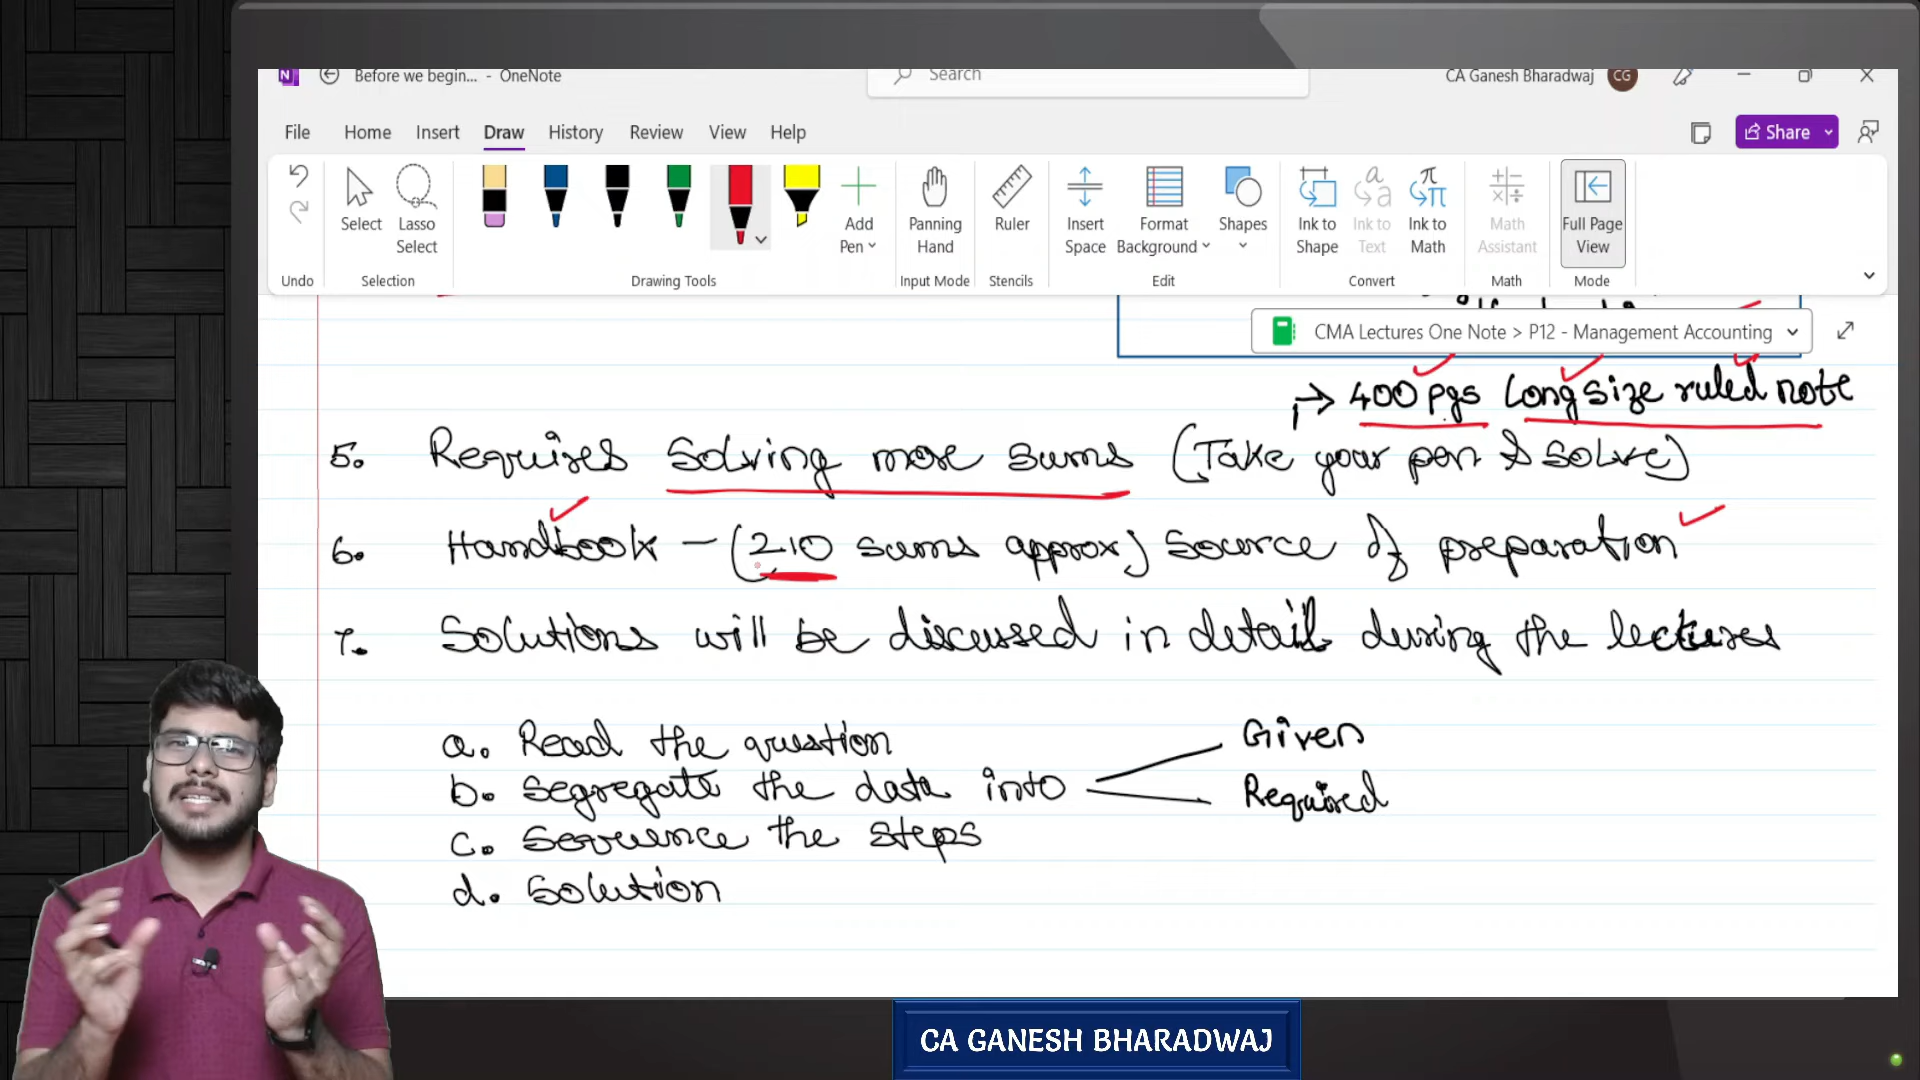 Before we begin... - OneNote
Search
CA Ganesh Bharadwaj CG
File Home Insert Draw History Review View Help
Share
Select
Lasso Select
Add Pen
Panning Hand
Ruler
Insert Space
Format Background
Shapes
Ink to Shape
Ink to Text
Ink to Math
Math Assistant
Full Page View
Undo Selection Drawing Tools Input Mode Stencils Edit Convert Math Mode
CMA Lectures One Note > P12 - Management Accounting
→ 400 pgs Long size ruled note
5. Requires Solving more sums (Take your pen & solve)
6. Handbook - (210 sums approx) Source of preparation
7. Solutions will be discussed in detail during the lectures
a. Read the question
b. Segregate the data into
Given
Required
c. Sequence the steps
d. Solution
CA GANESH BHARADWAJ